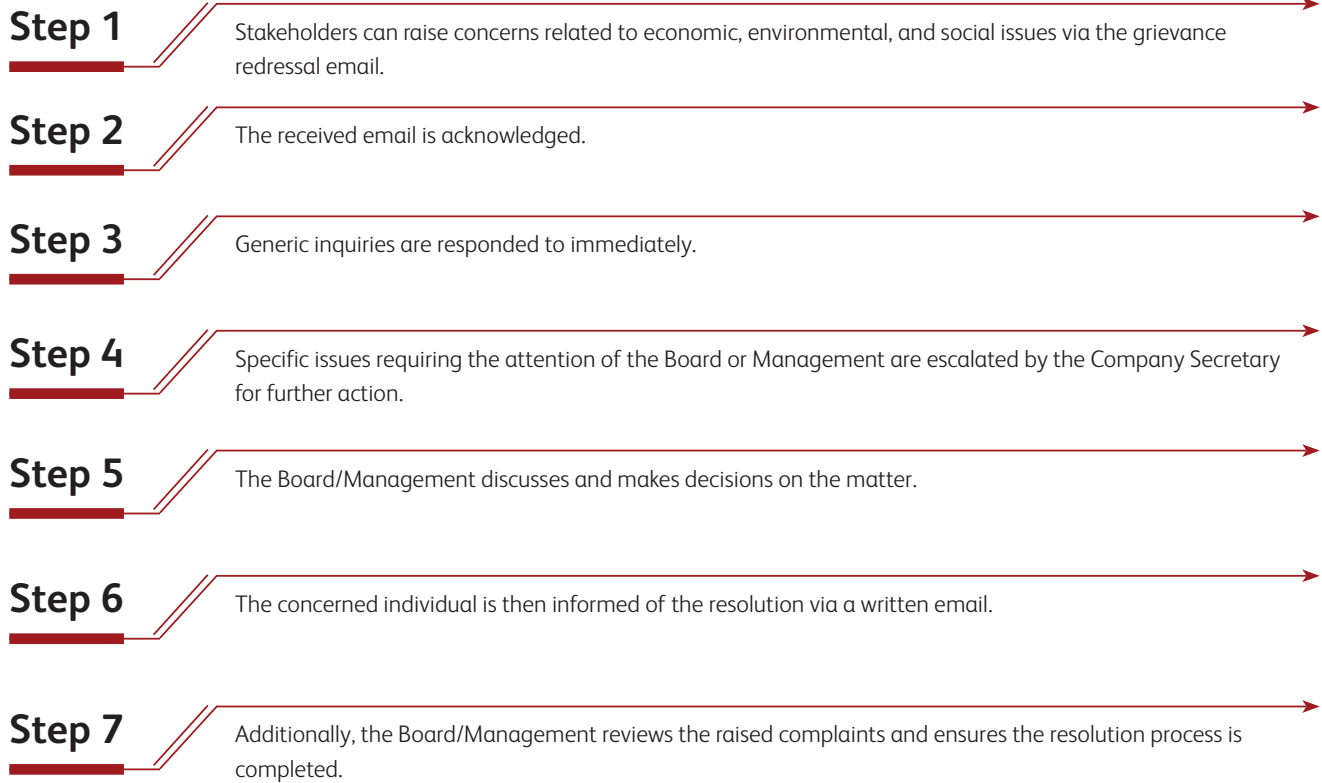 Step 1
Stakeholders can raise concerns related to economic, environmental, and social issues via the grievance
redressal email.
Step 2
The received email is acknowledged.
Step 3
Generic inquiries are responded to immediately.
Step 4
Specific issues requiring the attention of the Board or Management are escalated by the Company Secretary
for further action.
Step 5
The Board/Management discusses and makes decisions on the matter.
Step 6
The concerned individual is then informed of the resolution via a written email.
Step 7
Additionally, the Board/Management reviews the raised complaints and ensures the resolution process is
completed.